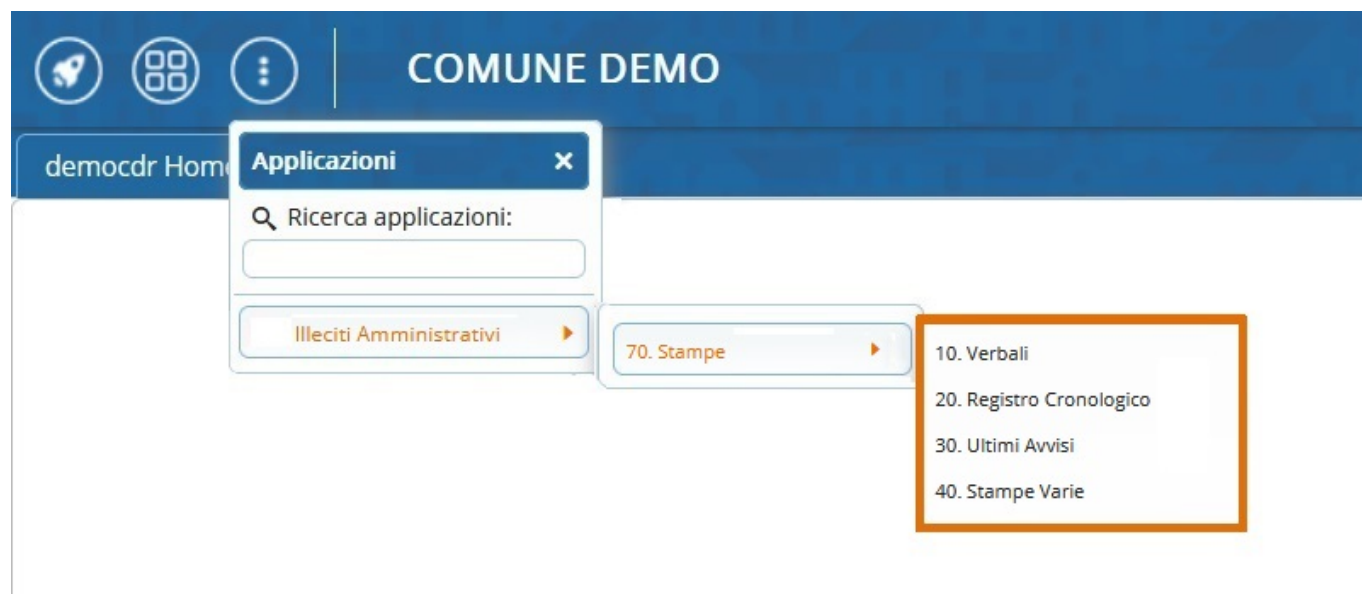 COMUNE DEMO
democdr Home
Applicazioni
Ricerca applicazioni:
Illeciti Amministrativi
70. Stampe
10. Verbali
20. Registro Cronologico
30. Ultimi Avvisi
40. Stampe Varie